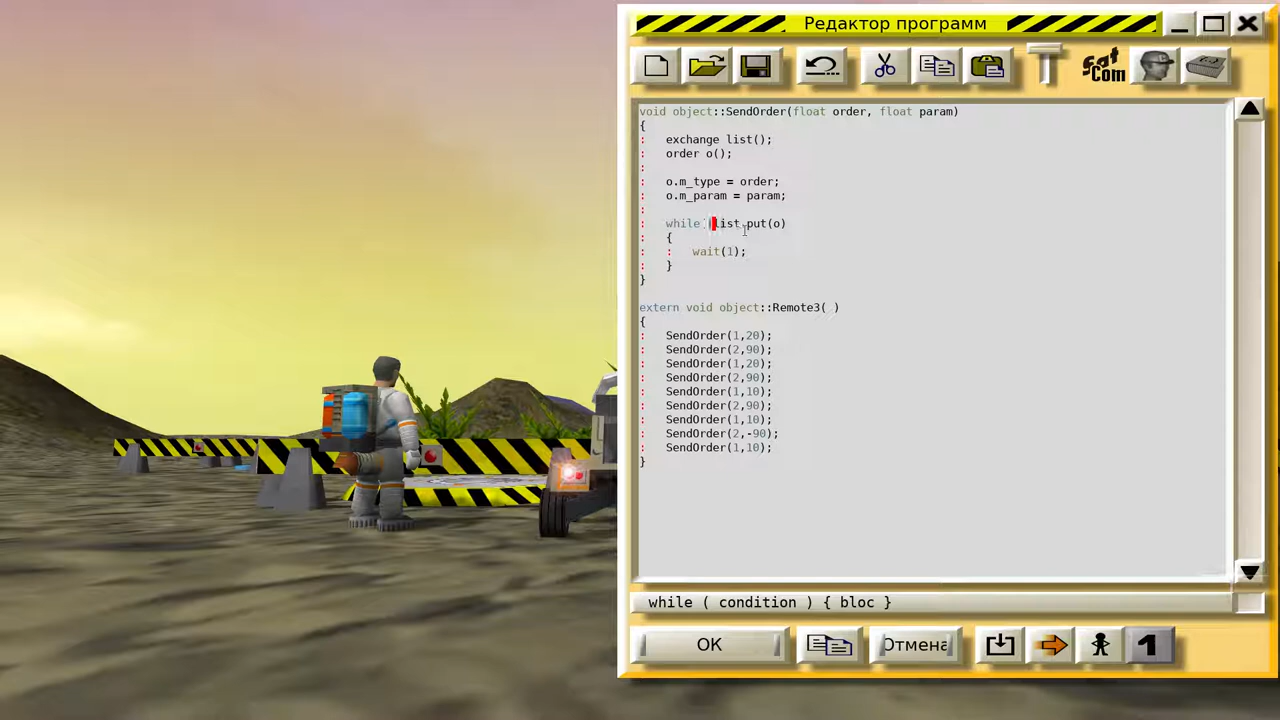 Редактор программ
Sat Com
void object::SendOrder(float order, float param)
{
:   exchange list();
:   order o();
:
:   o.m_type = order;
:   o.m_param = param;
:
:   while (list.put(o)
:   {
:   :   wait(1);
:   }
}
extern void object::Remote3( )
{
:   SendOrder(1,20);
:   SendOrder(2,90);
:   SendOrder(1,20);
:   SendOrder(2,90);
:   SendOrder(1,10);
:   SendOrder(2,90);
:   SendOrder(1,10);
:   SendOrder(2,-90);
:   SendOrder(1,10);
}
while ( condition ) { bloc }
OK
Отмена
1